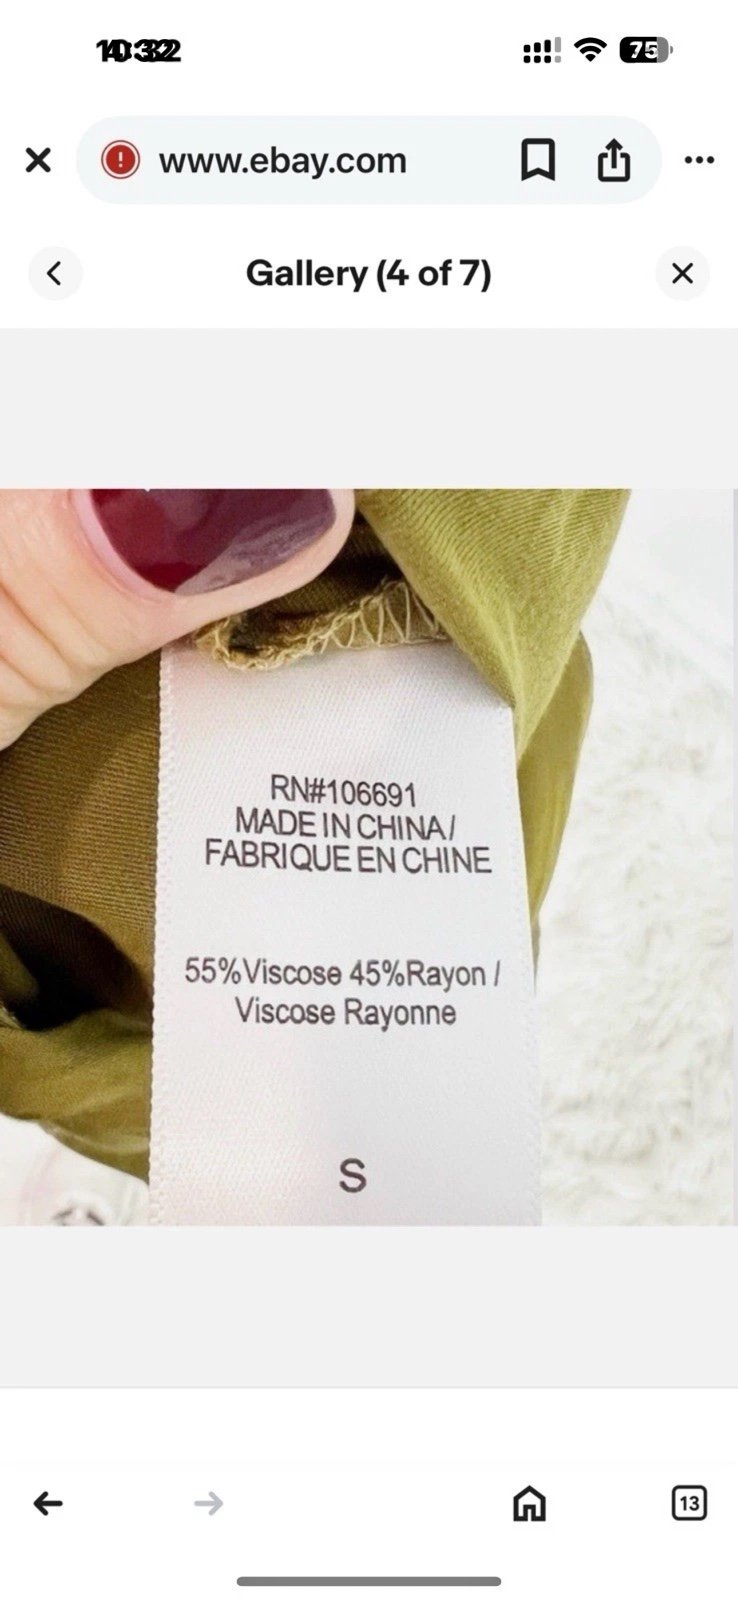 www.ebay.com
75
Gallery (4 of 7)
RN#106691
MADE IN CHINA/
FABRIQUE EN CHINE
55%Viscose 45%Rayon /
Viscose Rayonne
S
13